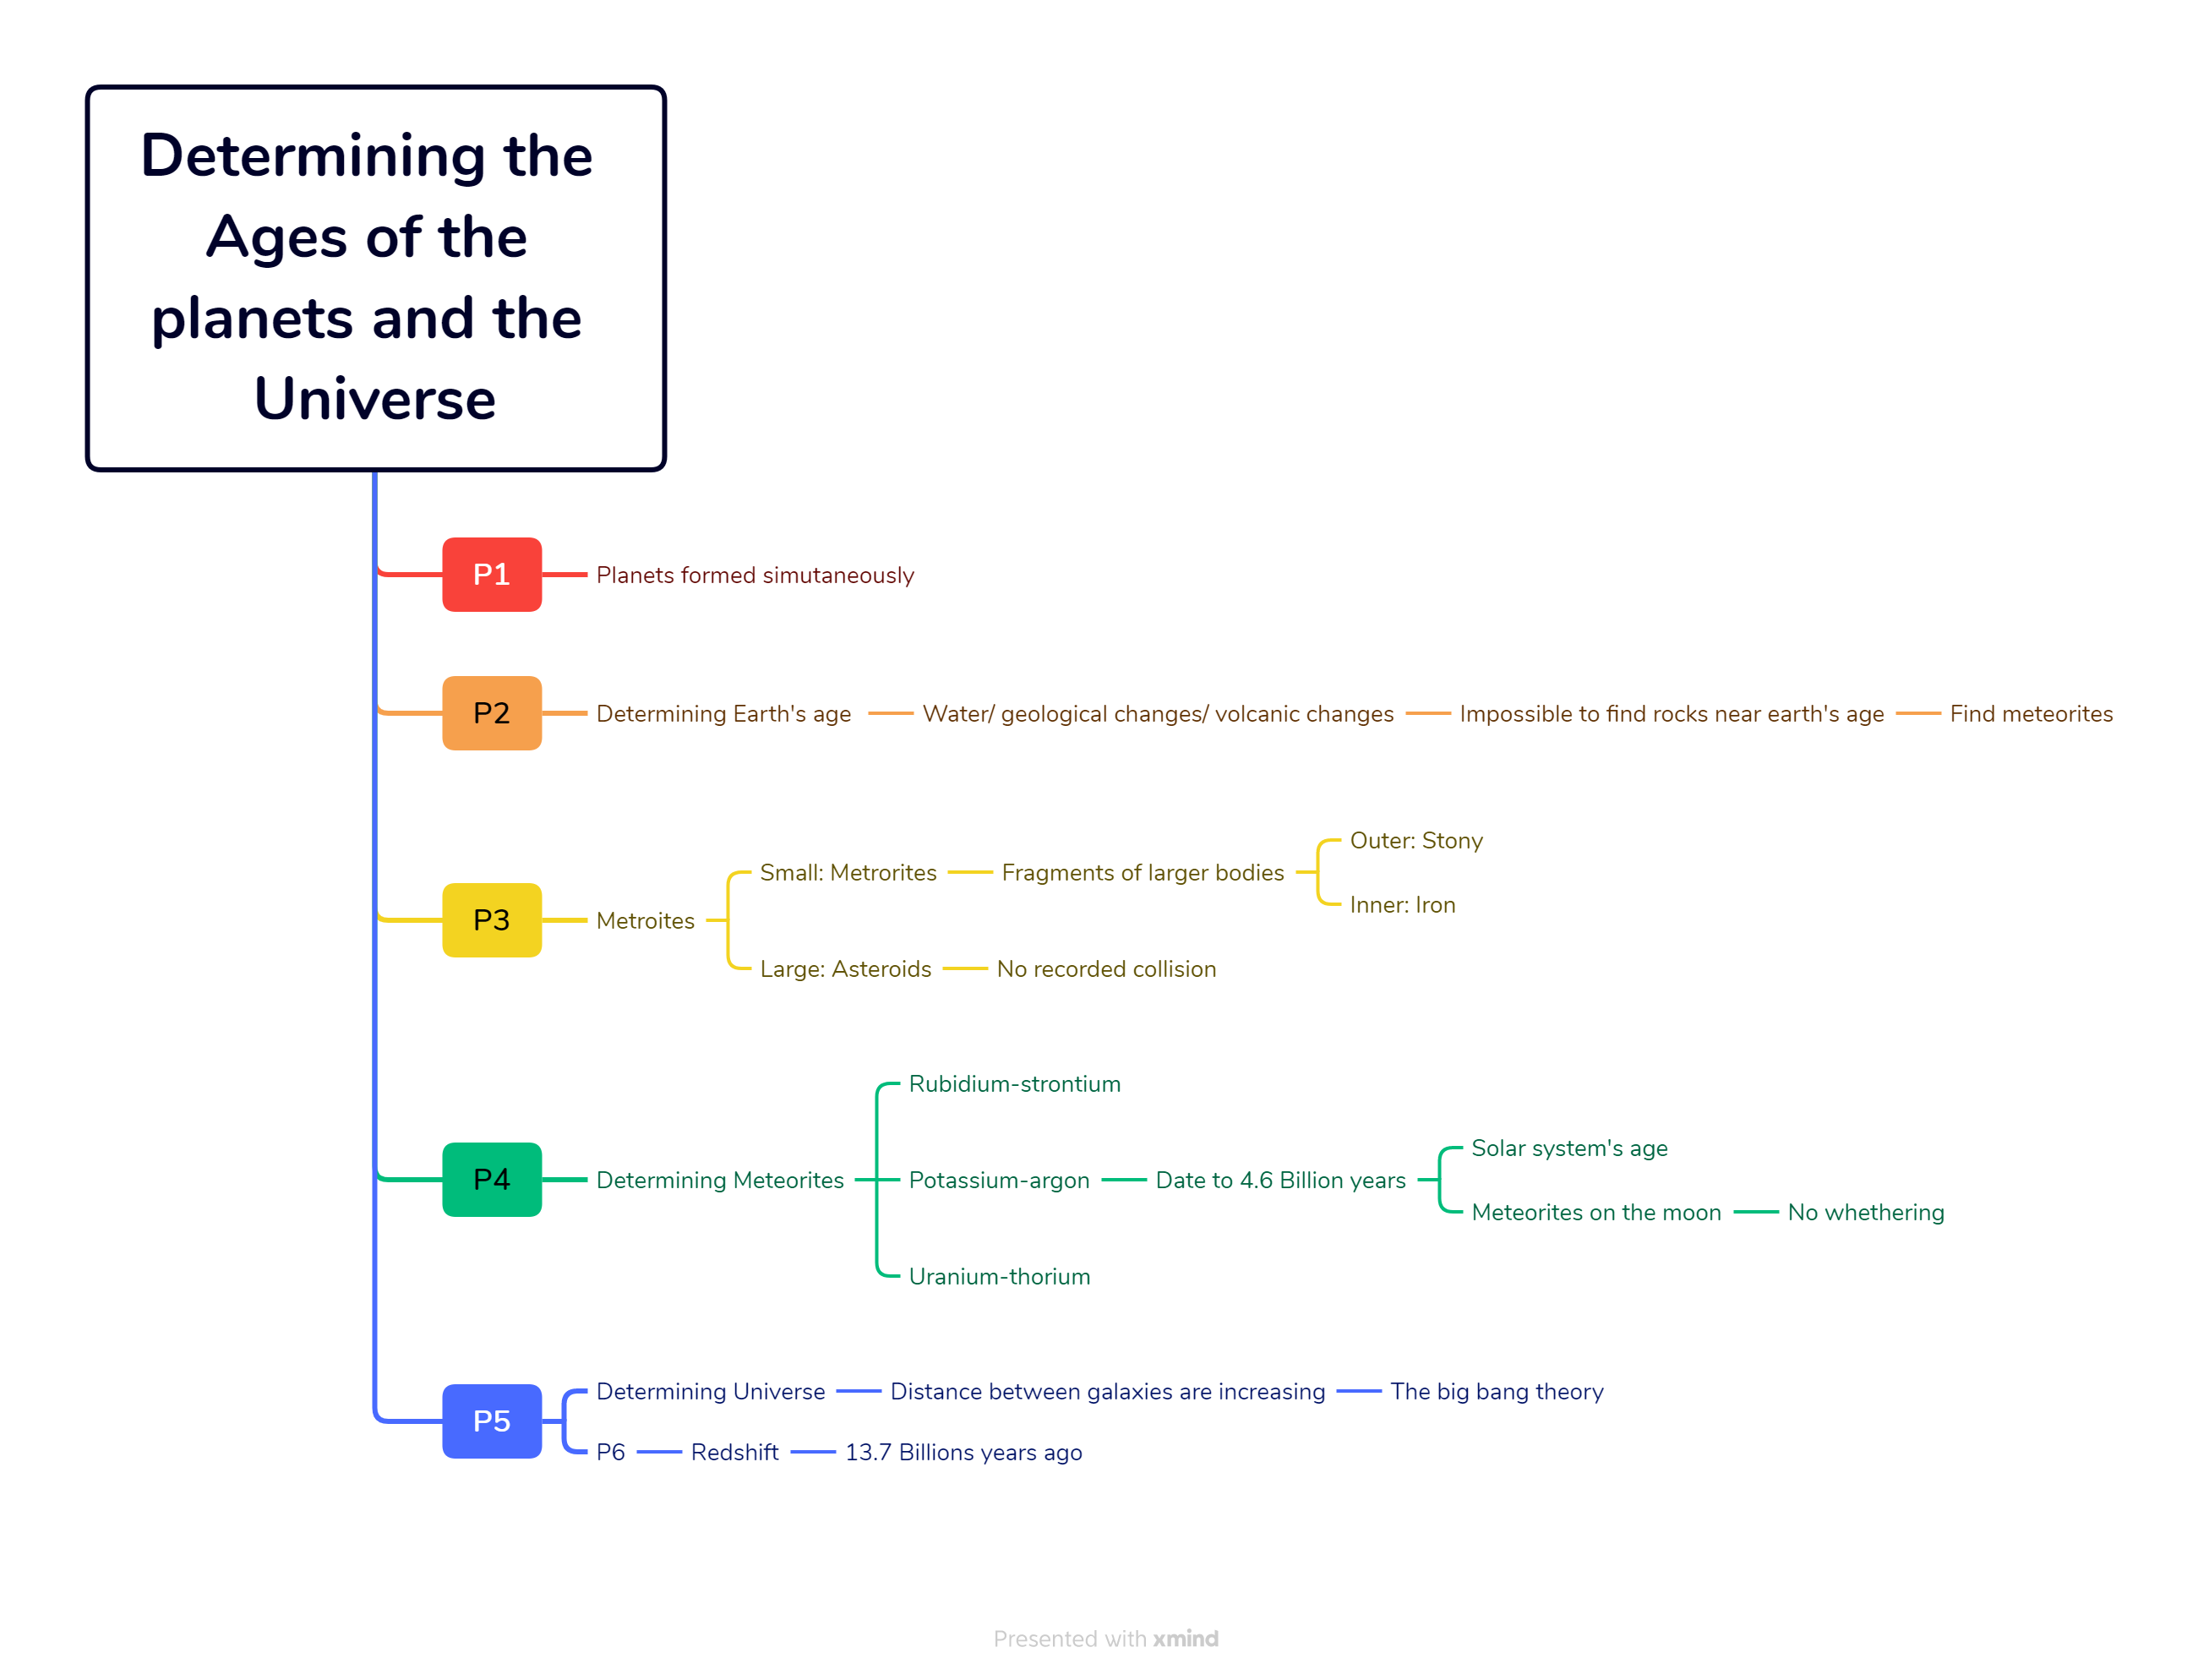 Determining the
Ages of the
planets and the
Universe
P1
Planets formed simutaneously
P2
Determining Earth's age
Water/ geological changes/ volcanic changes
Impossible to find rocks near earth's age
Find meteorites
P3
Metroites
Small: Metrorites
Fragments of larger bodies
Outer: Stony
Inner: Iron
Large: Asteroids
No recorded collision
P4
Determining Meteorites
Rubidium-strontium
Potassium-argon
Date to 4.6 Billion years
Solar system's age
Meteorites on the moon
No whethering
Uranium-thorium
P5
Determining Universe
Distance between galaxies are increasing
The big bang theory
P6
Redshift
13.7 Billions years ago
Presented with xmind